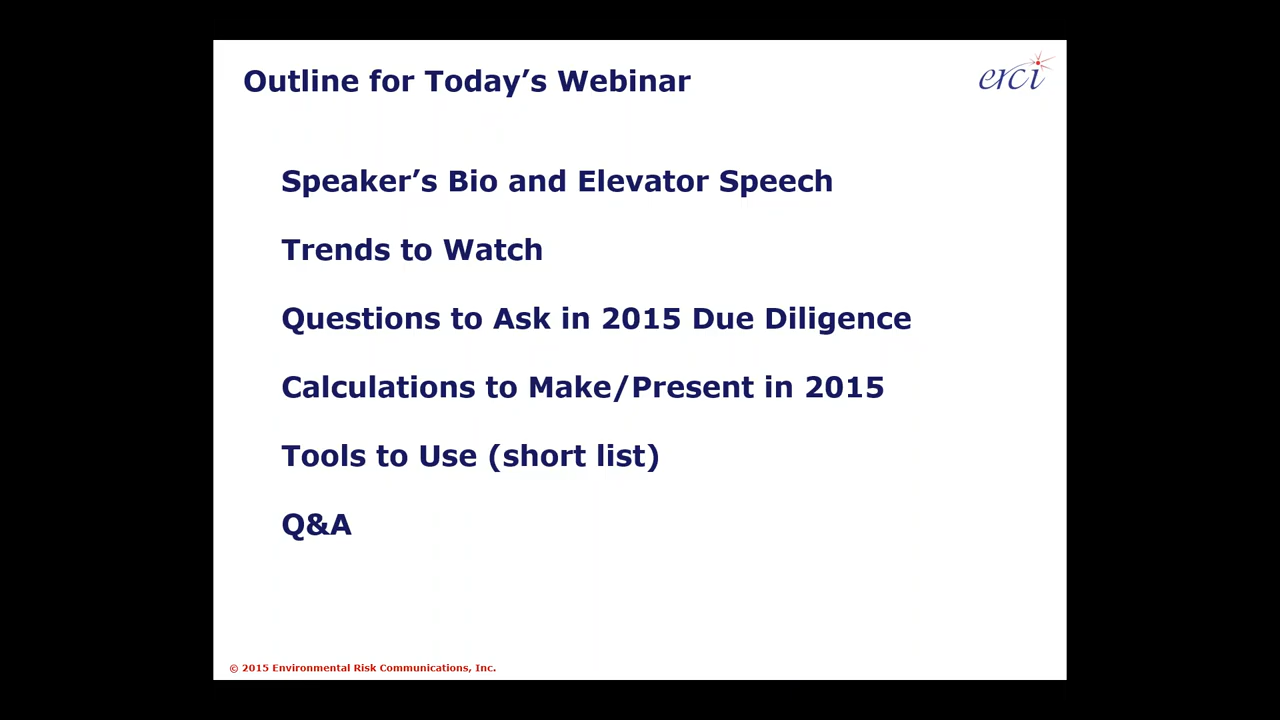 Outline for Today’s Webinar
erci
Speaker’s Bio and Elevator Speech
Trends to Watch
Questions to Ask in 2015 Due Diligence
Calculations to Make/Present in 2015
Tools to Use (short list)
Q&A
© 2015 Environmental Risk Communications, Inc.